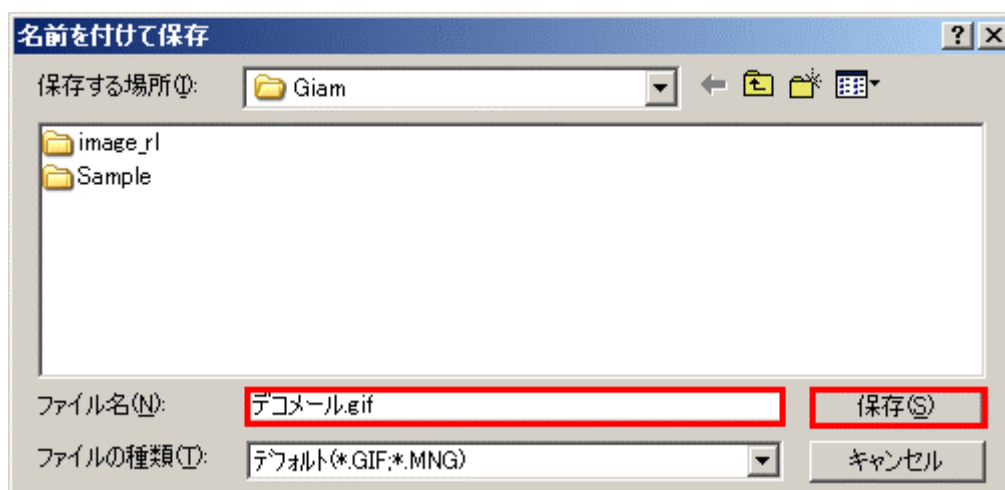 名前を付けて保存
保存する場所(I):
Giam
image_rl
Sample
ファイル名(N):
デコメール.gif
保存(S)
ファイルの種類(T):
デフォルト(*.GIF;*.MNG)
キャンセル